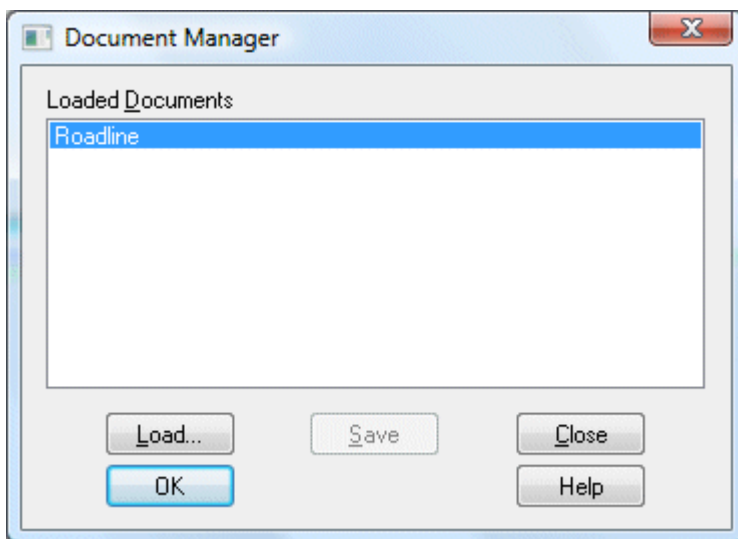 Document Manager
Loaded Documents
Roadline
Load... Save Close
OK Help